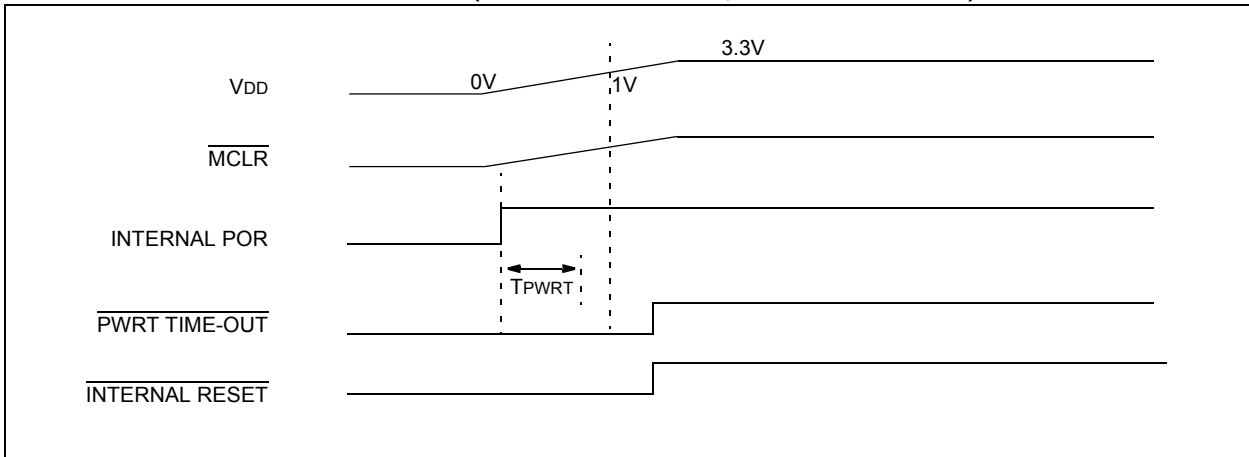 3.3V
VDD
0V
1V
MCLR
INTERNAL POR
TPWRT
PWRT TIME-OUT
INTERNAL RESET